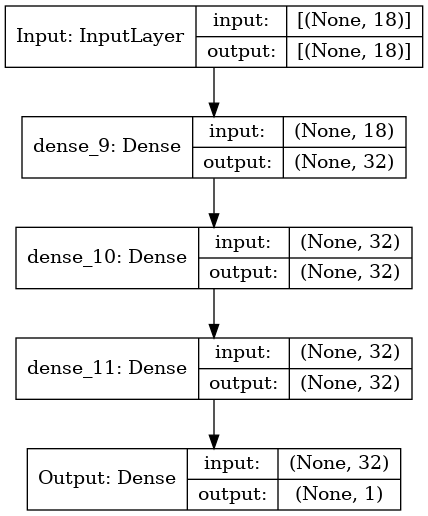 Input: InputLayer
input: [(None, 18)]
output: [(None, 18)]
dense_9: Dense
input: (None, 18)
output: (None, 32)
dense_10: Dense
input: (None, 32)
output: (None, 32)
dense_11: Dense
input: (None, 32)
output: (None, 32)
Output: Dense
input: (None, 32)
output: (None, 1)